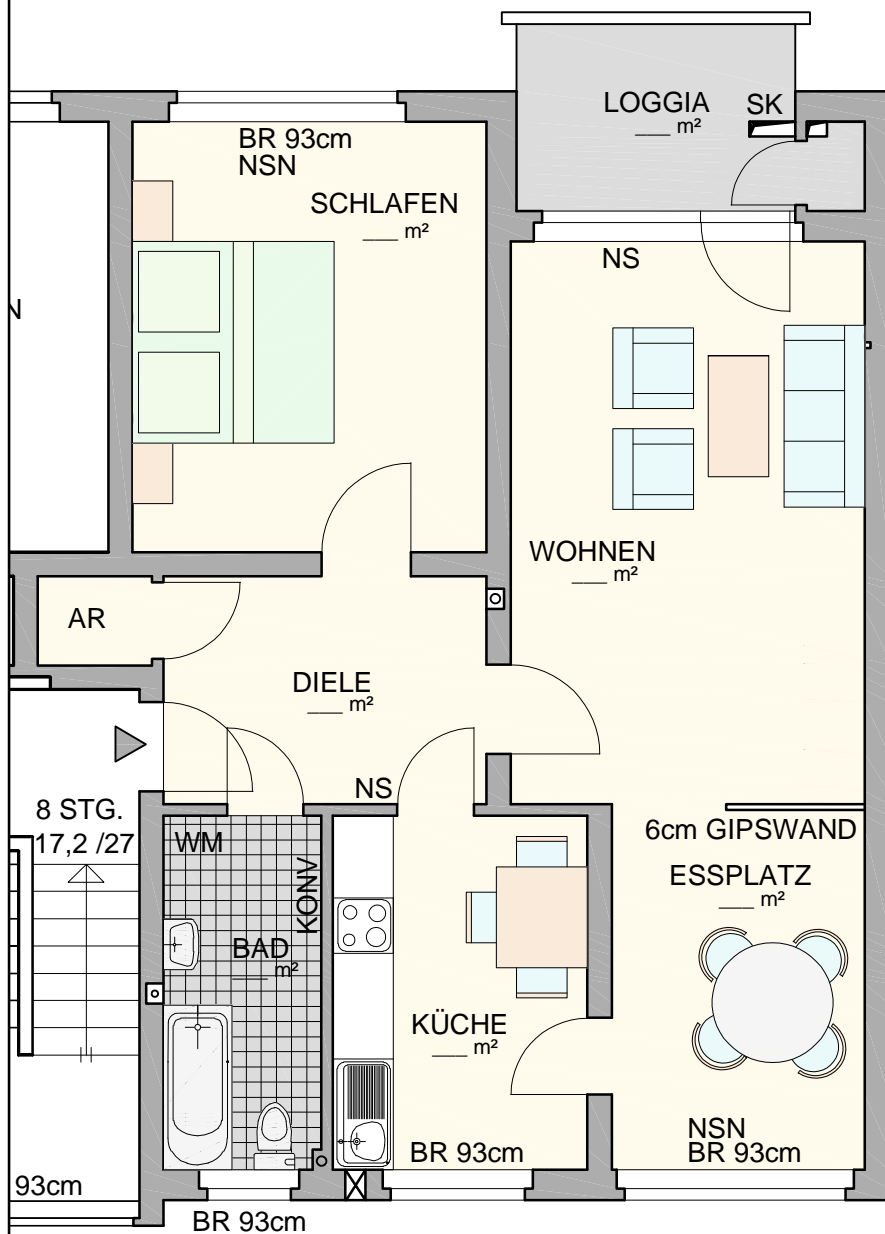 LOGGIA
___ m²
SK
BR 93cm
NSN
SCHLAFEN
___ m²
NS
N
WOHNEN
___ m²
AR
DIELE
___ m²
NS
8 STG.
17,2 /27
6cm GIPSWAND
ESSPLATZ
___ m²
WM
KONV
BAD
___ m²
KÜCHE
___ m²
NSN
BR 93cm
BR 93cm
93cm
BR 93cm